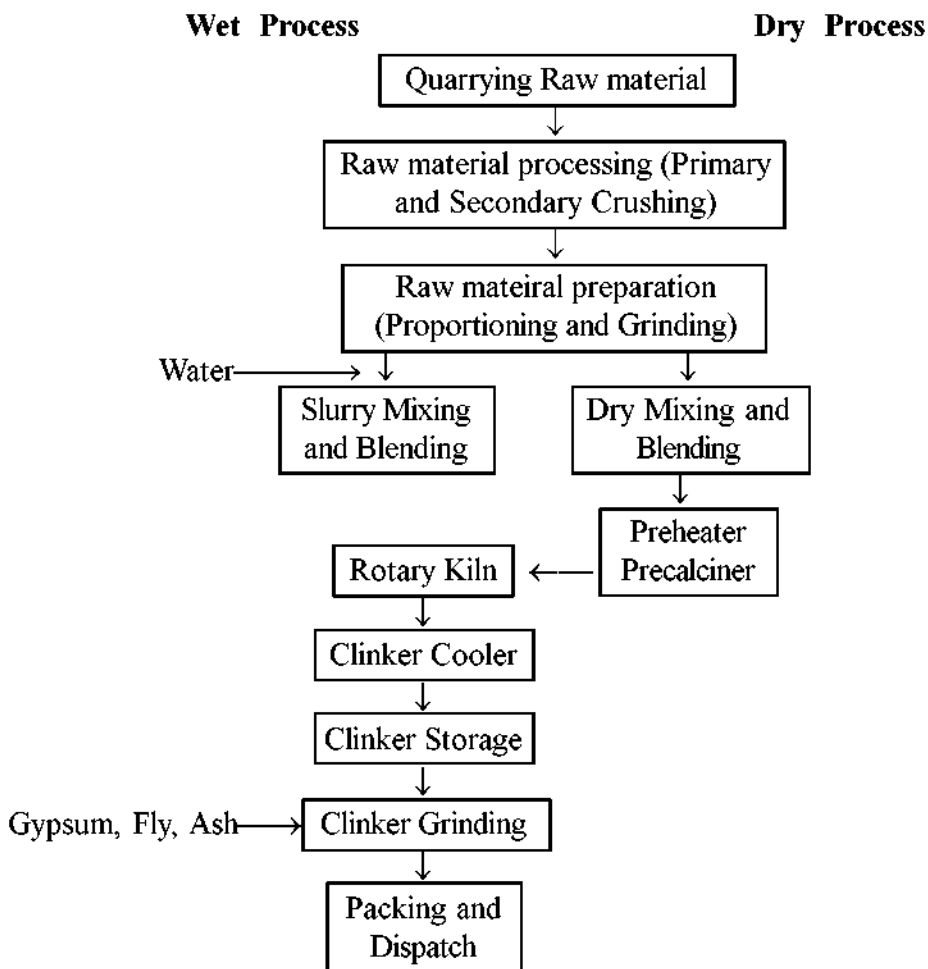 Wet Process
Dry Process
Quarrying Raw material
Raw material processing (Primary
and Secondary Crushing)
Raw mateiral preparation
(Proportioning and Grinding)
Water
Slurry Mixing
and Blending
Dry Mixing and
Blending
Preheater
Precalciner
Rotary Kiln
Clinker Cooler
Clinker Storage
Gypsum, Fly, Ash
Clinker Grinding
Packing and
Dispatch